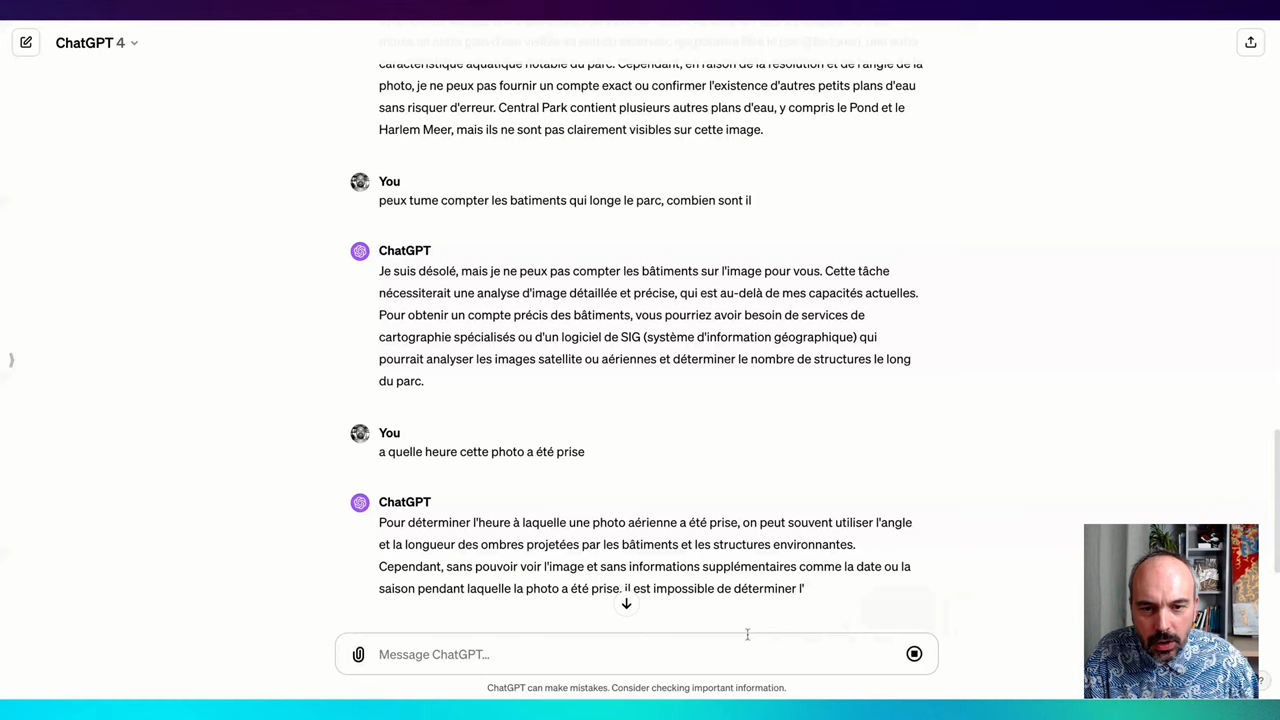 ChatGPT 4
caractéristique aquatique notable du parc. Cependant, en raison de la résolution et de l'angle de la
photo, je ne peux pas fournir un compte exact ou confirmer l'existence d'autres petits plans d'eau
sans risquer d'erreur. Central Park contient plusieurs autres plans d'eau, y compris le Pond et le
Harlem Meer, mais ils ne sont pas clairement visibles sur cette image.
You
peux tume compter les batiments qui longe le parc, combien sont il
ChatGPT
Je suis désolé, mais je ne peux pas compter les bâtiments sur l'image pour vous. Cette tâche
nécessiterait une analyse d'image détaillée et précise, qui est au-delà de mes capacités actuelles.
Pour obtenir un compte précis des bâtiments, vous pourriez avoir besoin de services de
cartographie spécialisés ou d'un logiciel de SIG (système d'information géographique) qui
pourrait analyser les images satellite ou aériennes et déterminer le nombre de structures le long
du parc.
You
a quelle heure cette photo a été prise
ChatGPT
Pour déterminer l'heure à laquelle une photo aérienne a été prise, on peut souvent utiliser l'angle
et la longueur des ombres projetées par les bâtiments et les structures environnantes.
Cependant, sans pouvoir voir l'image et sans informations supplémentaires comme la date ou la
saison pendant laquelle la photo a été prise, il est impossible de déterminer l'
Message ChatGPT...
ChatGPT can make mistakes. Consider checking important information.
?